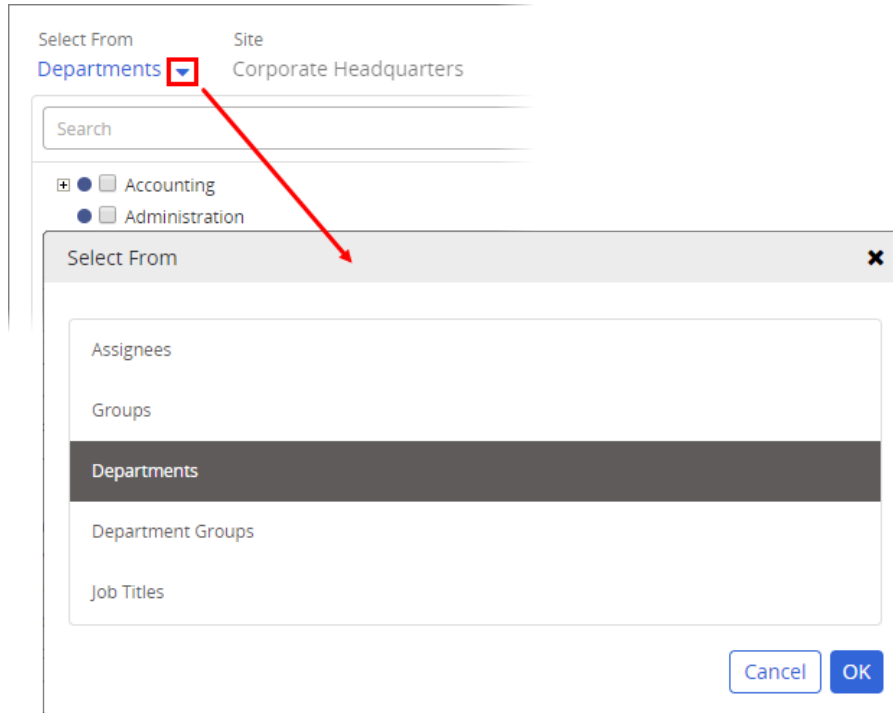 Select From Site
Departments Corporate Headquarters
Search
Accounting
Administration
Select From
Assignees
Groups
Departments
Department Groups
Job Titles
Cancel OK